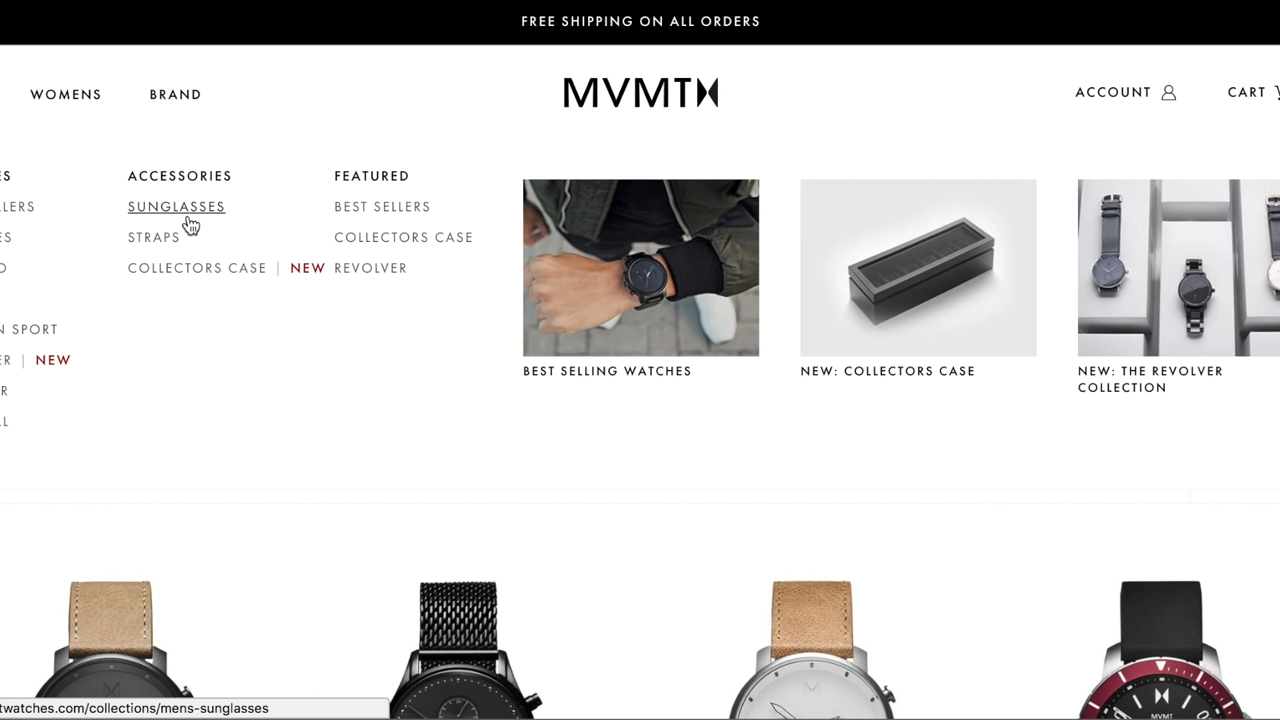 FREE SHIPPING ON ALL ORDERS
WOMENS
BRAND
MVMT
ACCOUNT
CART
ACCESSORIES
SUNGLASSES
STRAPS
COLLECTORS CASE | NEW
FEATURED
BEST SELLERS
COLLECTORS CASE
REVOLVER
SPORT
NEW
BEST SELLING WATCHES
NEW: COLLECTORS CASE
NEW: THE REVOLVER
COLLECTION
MVMT
twatches.com/collections/mens-sunglasses